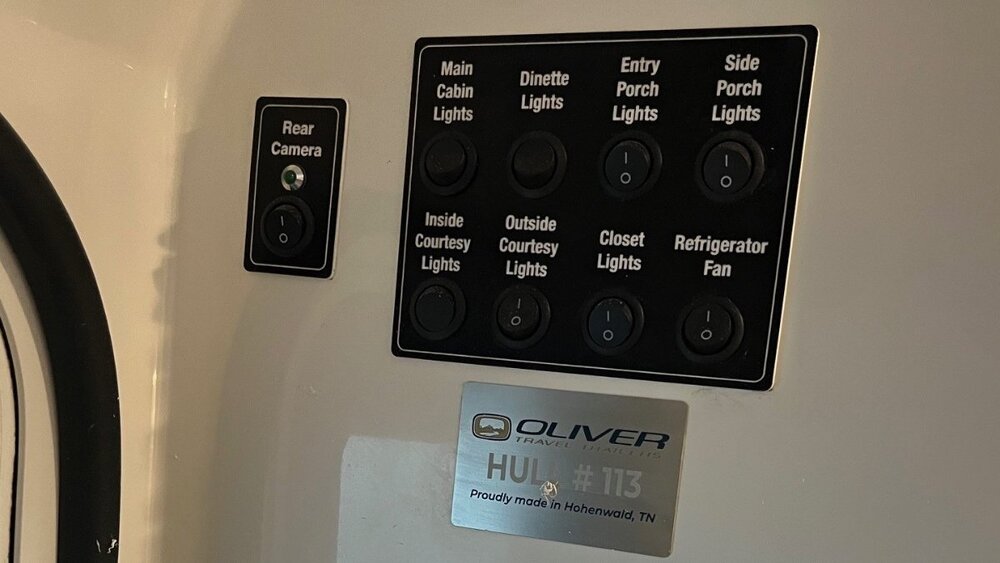 Rear
Camera
I
O
Main
Cabin
Lights
Dinette
Lights
Entry
Porch
Lights
I
O
Side
Porch
Lights
I
O
Inside
Courtesy
Lights
Outside
Courtesy
Lights
I
O
Closet
Lights
I
O
Refrigerator
Fan
I
O
OLIVER
TRAVEL TRAILERS
HULL # 113
Proudly made in Hohenwald, TN